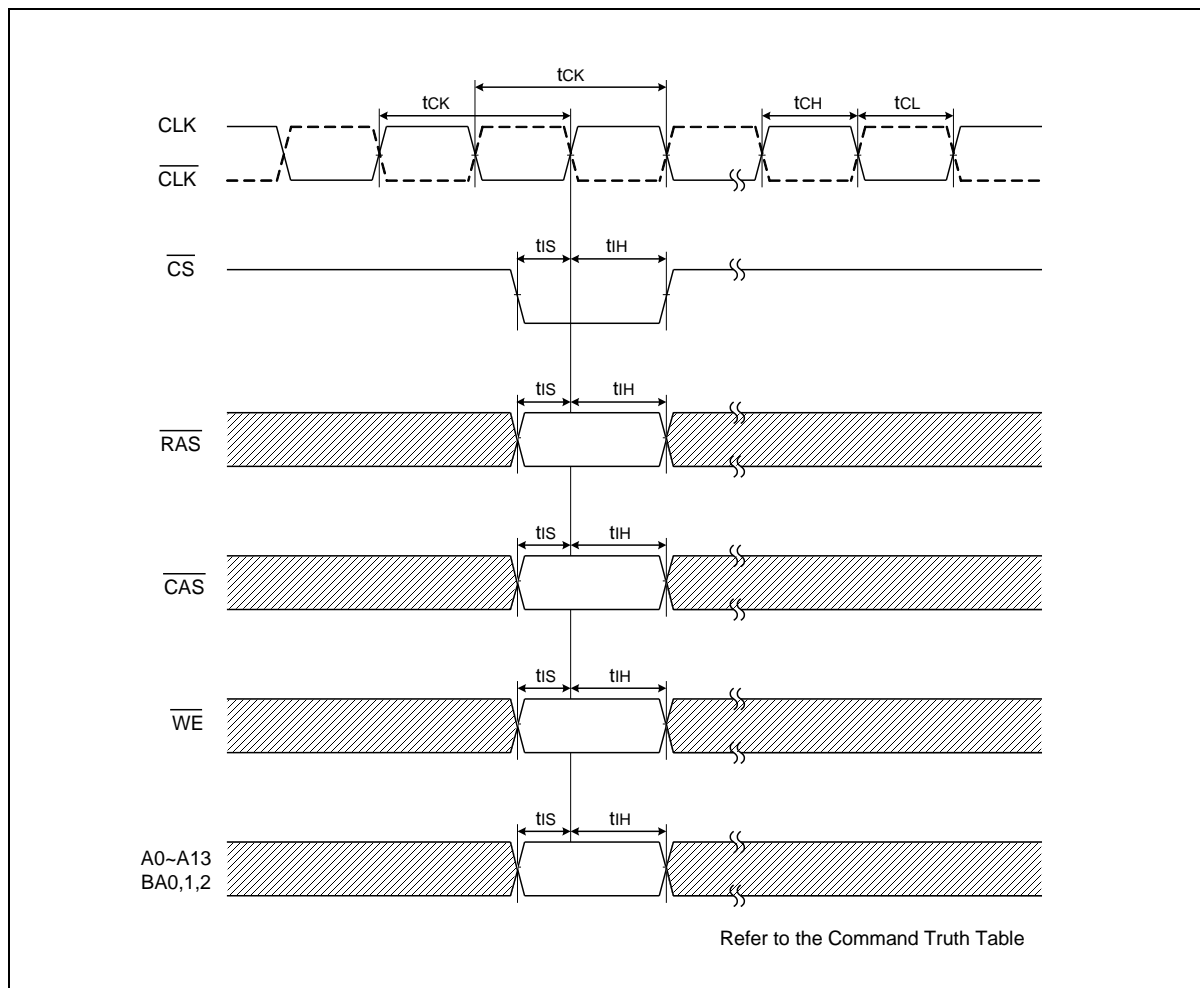 tCK
tCK tCH tCL
CLK
CLK
tIS tIH
CS
tIS tIH
RAS
tIS tIH
CAS
tIS tIH
WE
tIS tIH
A0~A13
BA0,1,2
Refer to the Command Truth Table